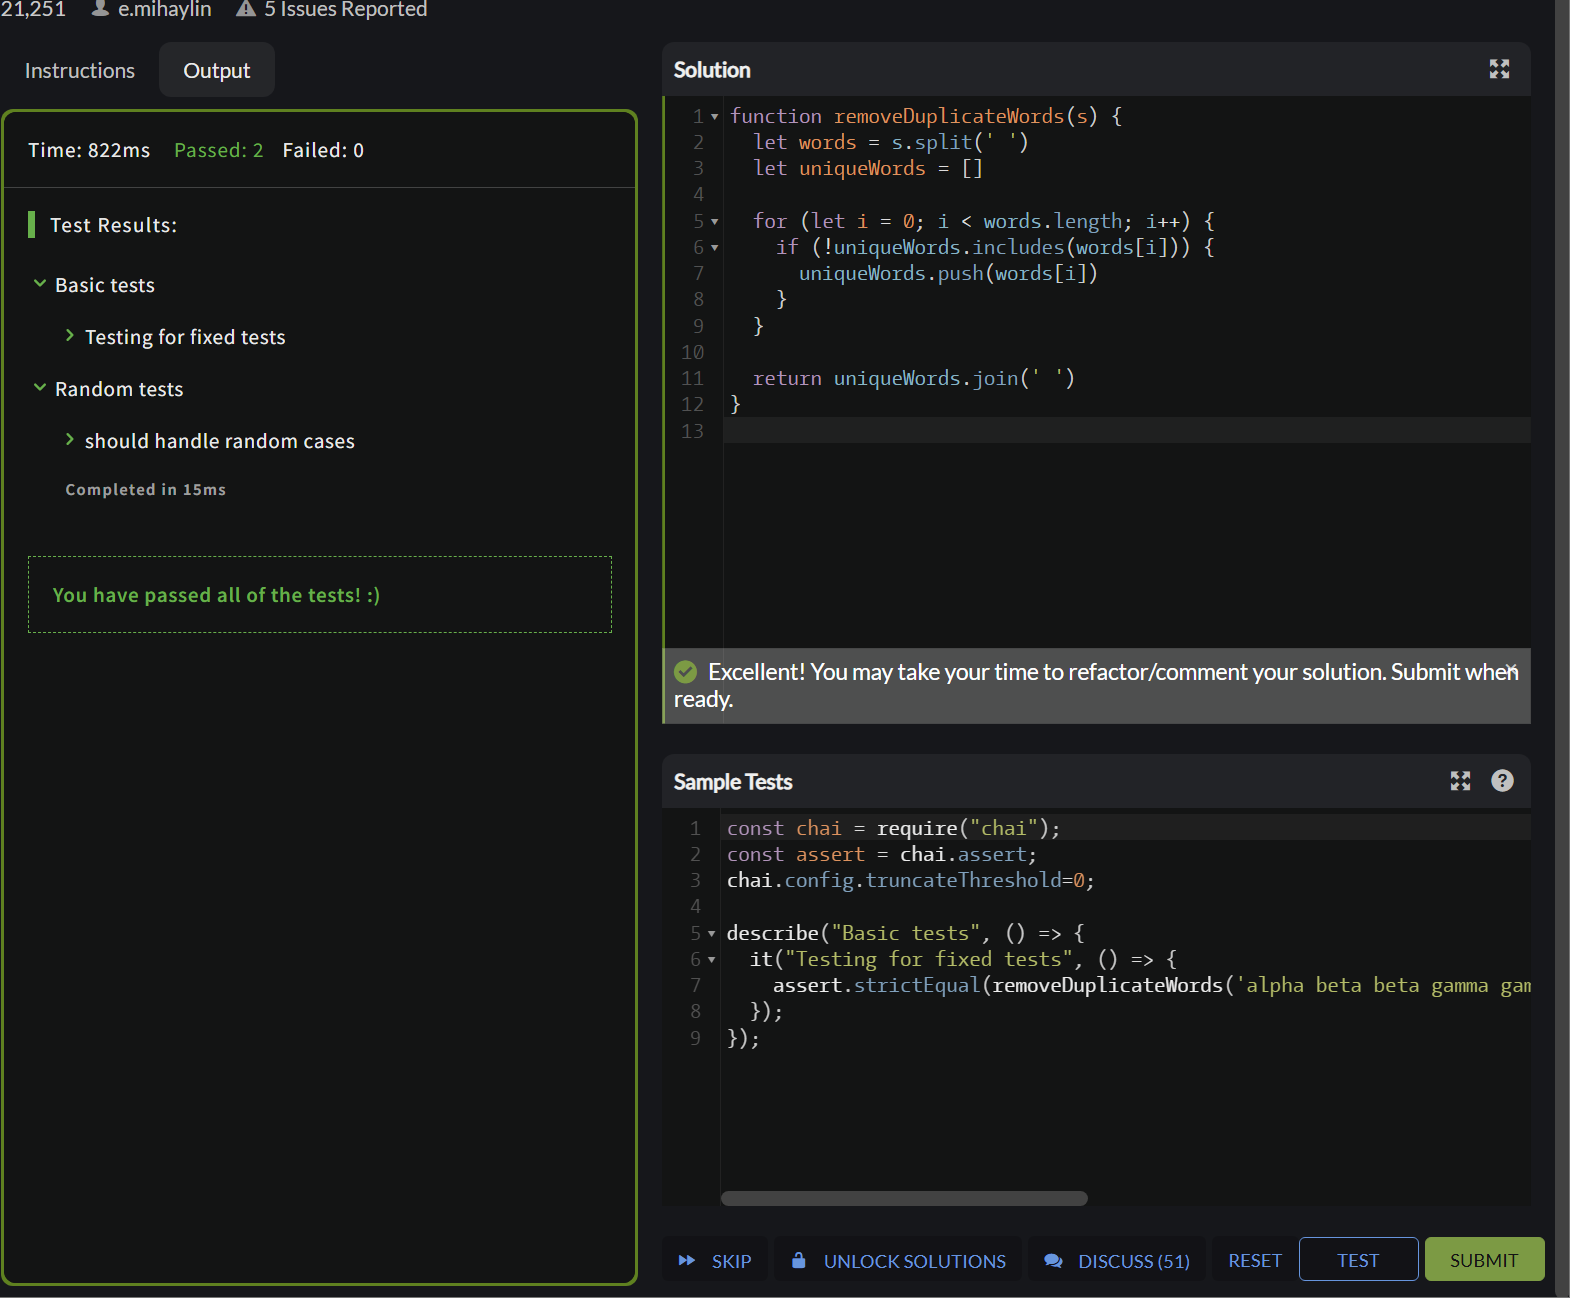 21,251 e.mihaylin 5 Issues Reported
Instructions Output
Time: 822ms Passed: 2 Failed: 0
Test Results:
Basic tests
Testing for fixed tests
Random tests
should handle random cases
Completed in 15ms
You have passed all of the tests! :)
Solution
1 function removeDuplicateWords(s) {
2 let words = s.split(' ')
3 let uniqueWords = []
4
5 for (let i = 0; i < words.length; i++) {
6 if (!uniqueWords.includes(words[i])) {
7 uniqueWords.push(words[i])
8 }
9 }
10
11 return uniqueWords.join(' ')
12 }
13
Excellent! You may take your time to refactor/comment your solution. Submit when
ready.
Sample Tests
1 const chai = require("chai");
2 const assert = chai.assert;
3 chai.config.truncateThreshold=0;
4
5 describe("Basic tests", () => {
6 it("Testing for fixed tests", () => {
7 assert.strictEqual(removeDuplicateWords('alpha beta beta gamma gam
8 });
9 });
SKIP UNLOCK SOLUTIONS DISCUSS (51) RESET TEST SUBMIT